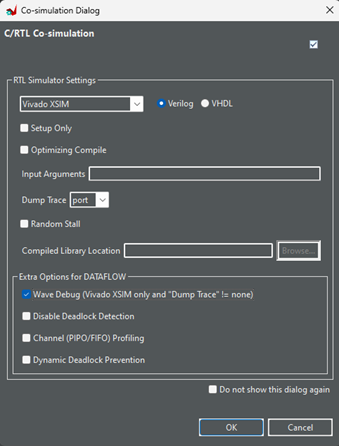 Co-simulation Dialog
C/RTL Co-simulation
RTL Simulator Settings
Vivado XSIM Verilog VHDL
Setup Only
Optimizing Compile
Input Arguments
Dump Trace port
Random Stall
Compiled Library Location Browse...
Extra Options for DATAFLOW
Wave Debug (Vivado XSIM only and "Dump Trace" != none)
Disable Deadlock Detection
Channel (PIPO/FIFO) Profiling
Dynamic Deadlock Prevention
Do not show this dialog again
OK Cancel